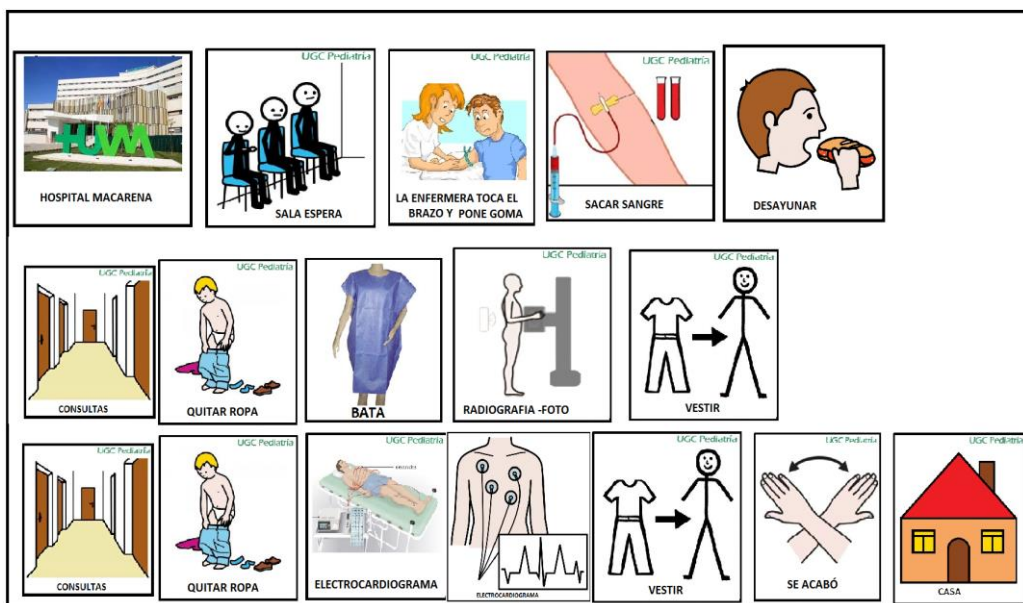 HUVM
HOSPITAL MACARENA
UGC Pediatría
SALA ESPERA
UGC Pediatría
LA ENFERMERA TOCA EL
BRAZO Y PONE GOMA
UGC Pediatría
SACAR SANGRE
DESAYUNAR
UGC Pediatría
CONSULTAS
UGC Pediatría
QUITAR ROPA
BATA
UGC Pediatría
RADIOGRAFIA -FOTO
UGC Pediatría
VESTIR
UGC Pediatría
CONSULTAS
UGC Pediatría
QUITAR ROPA
ELECTROCARDIOGRAMA
ELECTROCARDIOGRAMA
UGC Pediatría
VESTIR
UGC Pediatría
SE ACABÓ
UGC Pediatría
CASA